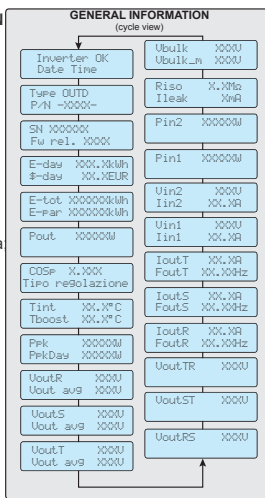 GENERAL INFORMATION
(cycle view)
Inverter OK
Date Time
Type OUTD
P/N -XXXX-
SN XXXXXX
Fw rel. XXXX
E-day XXX.XkWh
$-day XX.XEUR
E-tot XXXXXXkWh
E-par XXXXXXkWh
Pout XXXXXW
COSφ X.XXX
Tipo regolazione
Tint XX.X°C
Tboost XX.X°C
Ppk XXXXXW
PpkDay XXXXXW
VoutR XXXV
Vout avg XXXV
VoutS XXXV
Vout avg XXXV
VoutT XXXV
Vout avg XXXV
Vbulk XXXV
Vbulk_m XXXV
Riso X.XMΩ
Ileak XmA
Pin2 XXXXXW
Pin1 XXXXXW
Vin2 XXXV
Iin2 XX.XA
Vin1 XXXV
Iin1 XX.XA
IoutT XX.XA
FoutT XX.XXHz
IoutS XX.XA
FoutS XX.XXHz
IoutR XX.XA
FoutR XX.XXHz
VoutTR XXXV
VoutST XXXV
VoutRS XXXV